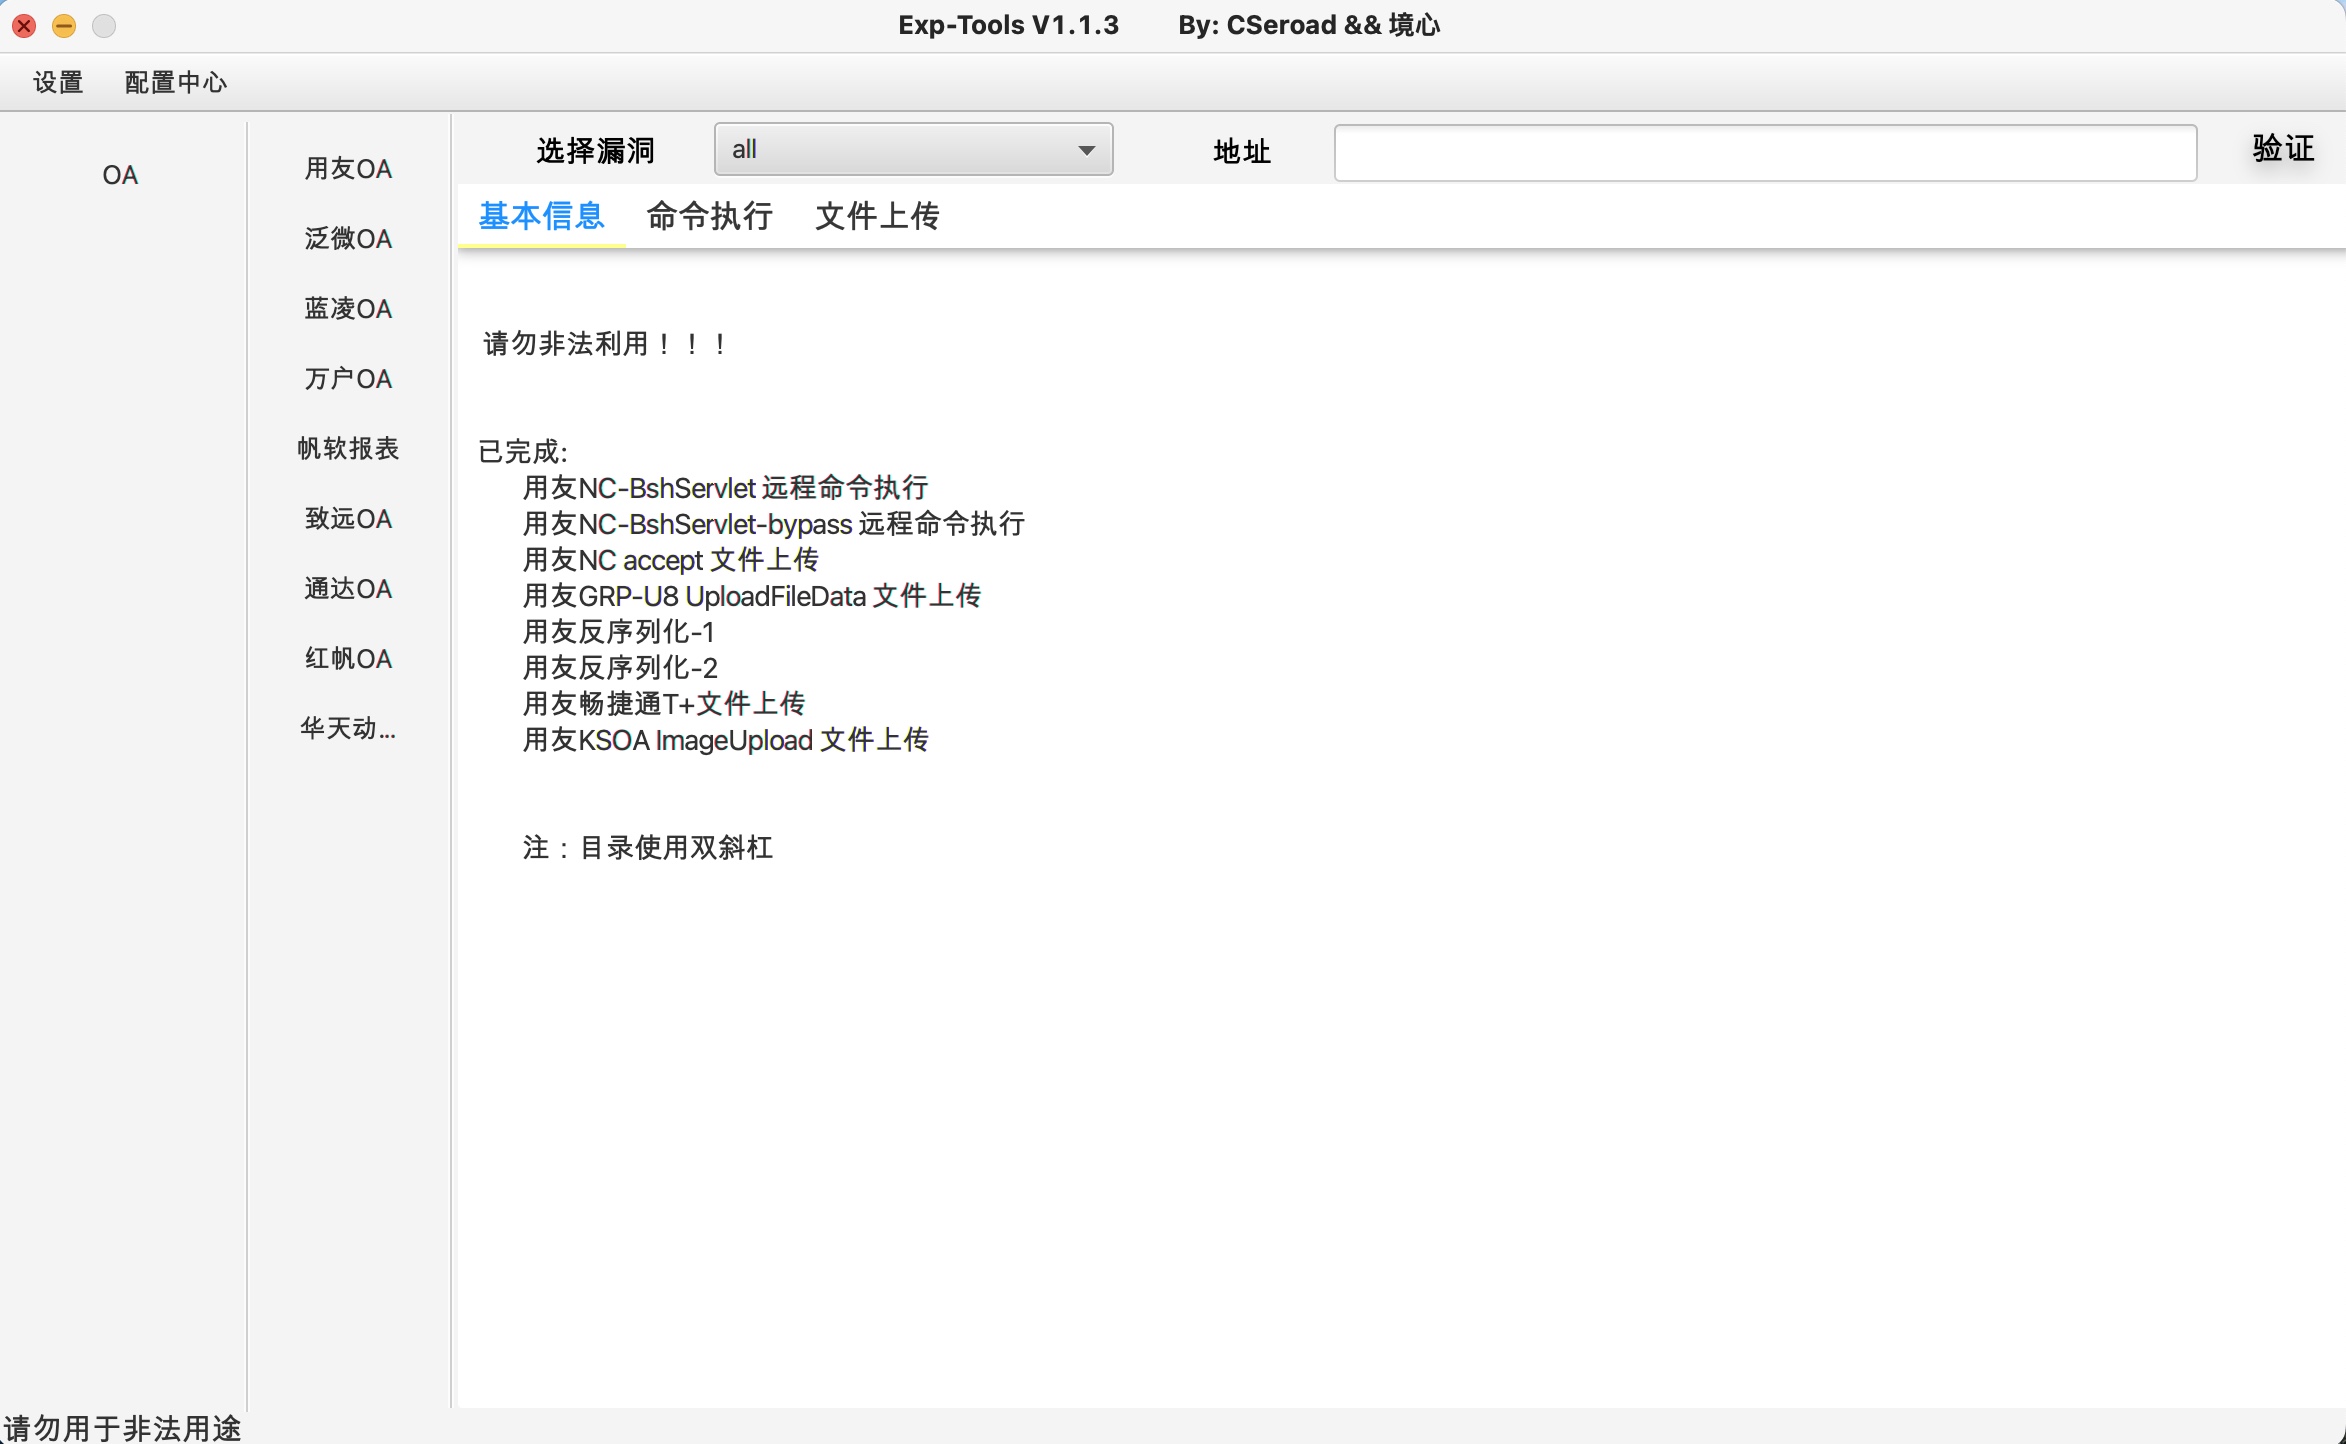 Exp-Tools V1.1.3 By: CSeroad && 境心
设置 配置中心
OA
用友OA
泛微OA
蓝凌OA
万户OA
帆软报表
致远OA
通达OA
红帆OA
华天动...
选择漏洞 all 地址 验证
基本信息 命令执行 文件上传
请勿非法利用！！！
已完成:
用友NC-BshServlet 远程命令执行
用友NC-BshServlet-bypass 远程命令执行
用友NC accept 文件上传
用友GRP-U8 UploadFileData 文件上传
用友反序列化-1
用友反序列化-2
用友畅捷通T+文件上传
用友KSOA ImageUpload 文件上传
注：目录使用双斜杠
请勿用于非法用途